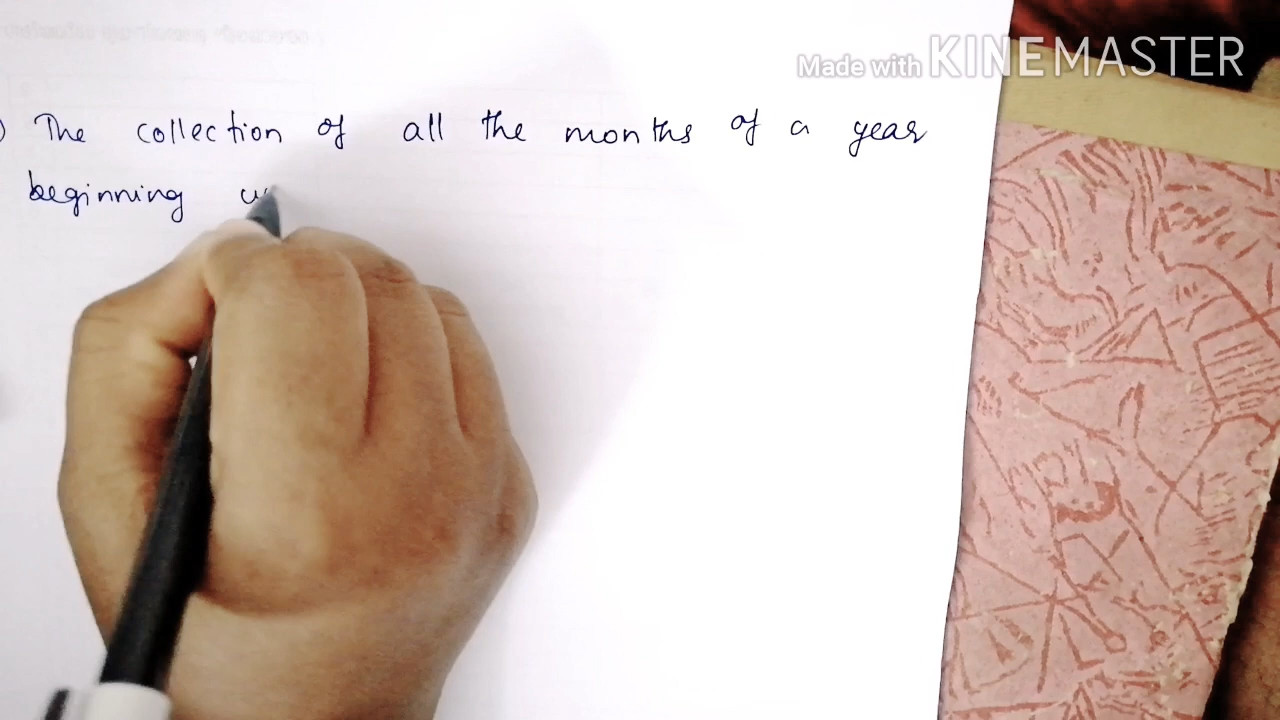 Made with KINEMASTER
) The collection of all the months of a year
beginning